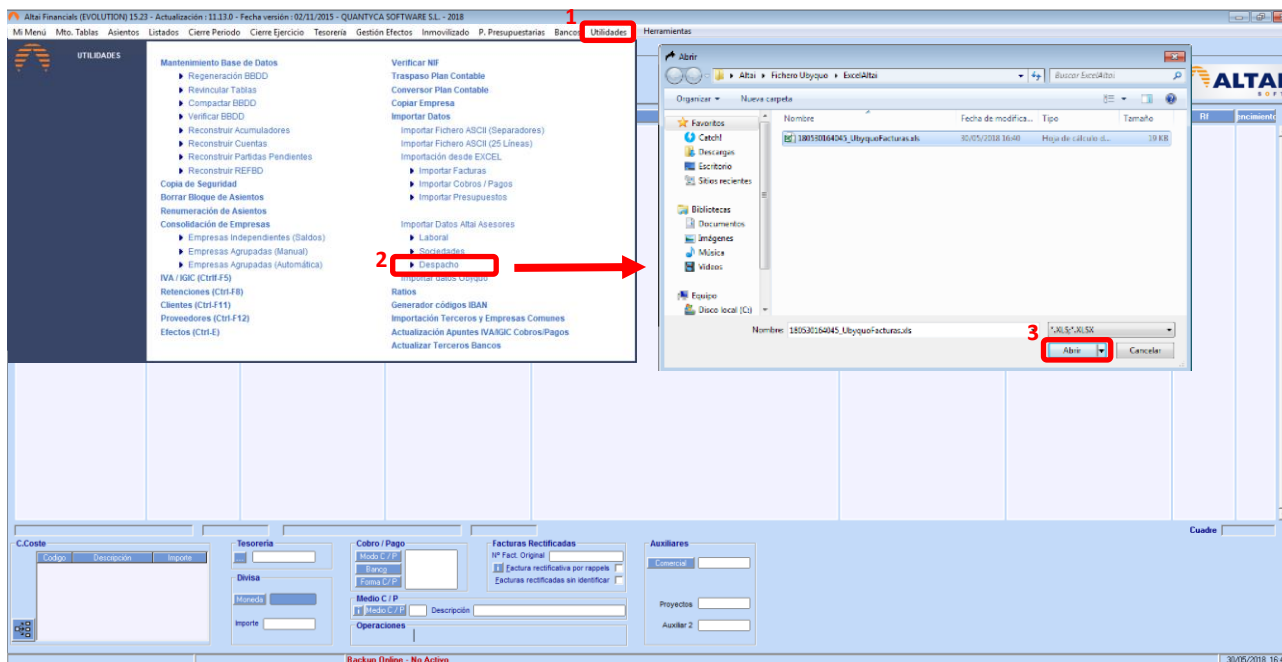 Altai Financials (EVOLUTION) 15.23 - Actualización : 11.13.0 - Fecha versión : 02/11/2015 - QUANTYCA SOFTWARE S.L. - 2018
1
Mi Menú Mto. Tablas Asientos Listados Cierre Periodo Cierre Ejercicio Tesorería Gestión Efectos Inmovilizado P. Presupuestarias Bancos Utilidades Herramientas
UTILIDADES
Mantenimiento Base de Datos
Regeneración BBDD
Revincular Tablas
Compactar BBDD
Verificar BBDD
Reconstruir Acumuladores
Reconstruir Cuentas
Reconstruir Partidas Pendientes
Reconstruir REFBD
Copia de Seguridad
Borrar Bloque de Asientos
Renumeración de Asientos
Consolidación de Empresas
Empresas Independientes (Saldos)
Empresas Agrupadas (Manual)
Empresas Agrupadas (Automática)
IVA / IGIC (Ctrlf-F5)
Retenciones (Ctrl-F8)
Clientes (Ctrl-F11)
Proveedores (Ctrl-F12)
Efectos (Ctrl-E)
Verificar NIF
Traspaso Plan Contable
Conversor Plan Contable
Copiar Empresa
Importar Datos
Importar Fichero ASCII (Separadores)
Importar Fichero ASCII (25 Líneas)
Importación desde EXCEL
Importar Facturas
Importar Cobros / Pagos
Importar Presupuestos
Importar Datos Altai Asesores
Laboral
Sociedades
2
Despacho
Importar datos Ubyquo
Ratios
Generador códigos IBAN
Importación Terceros y Empresas Comunes
Actualización Apuntes IVA/IGIC Cobros/Pagos
Actualizar Terceros Bancos
Abrir
Altai Fichero Ubyquo ExcelAltai
Buscar ExcelAltai
Organizar Nueva carpeta
Favoritos
Catch!
Descargas
Escritorio
Sitios recientes
Bibliotecas
Documentos
Imágenes
Música
Vídeos
Equipo
Disco local (C:)
Nombre Fecha de modifica... Tipo Tamaño
180530164045_UbyquoFacturas.xls 30/05/2018 16:40 Hoja de cálculo d... 19 KB
Nombre: 180530164045_UbyquoFacturas.xls
*.XLS;*.XLSX
3
Abrir Cancelar
ALTAI
SOFT
RI encimiento
Cuadre
C.Coste
Codigo Descripción Importe
Tesorería
Divisa
Moneda
Importe
Cobro / Pago
Modo C / P
Banco
Forma C/ P
Medio C / P
Medio C / P Descripción
Operaciones
Facturas Rectificadas
Nº Fact. Original
Factura rectificativa por rappels
Facturas rectificadas sin identificar
Auxiliares
Comercial
Proyectos
Auxiliar 2
Backup Online - No Activo